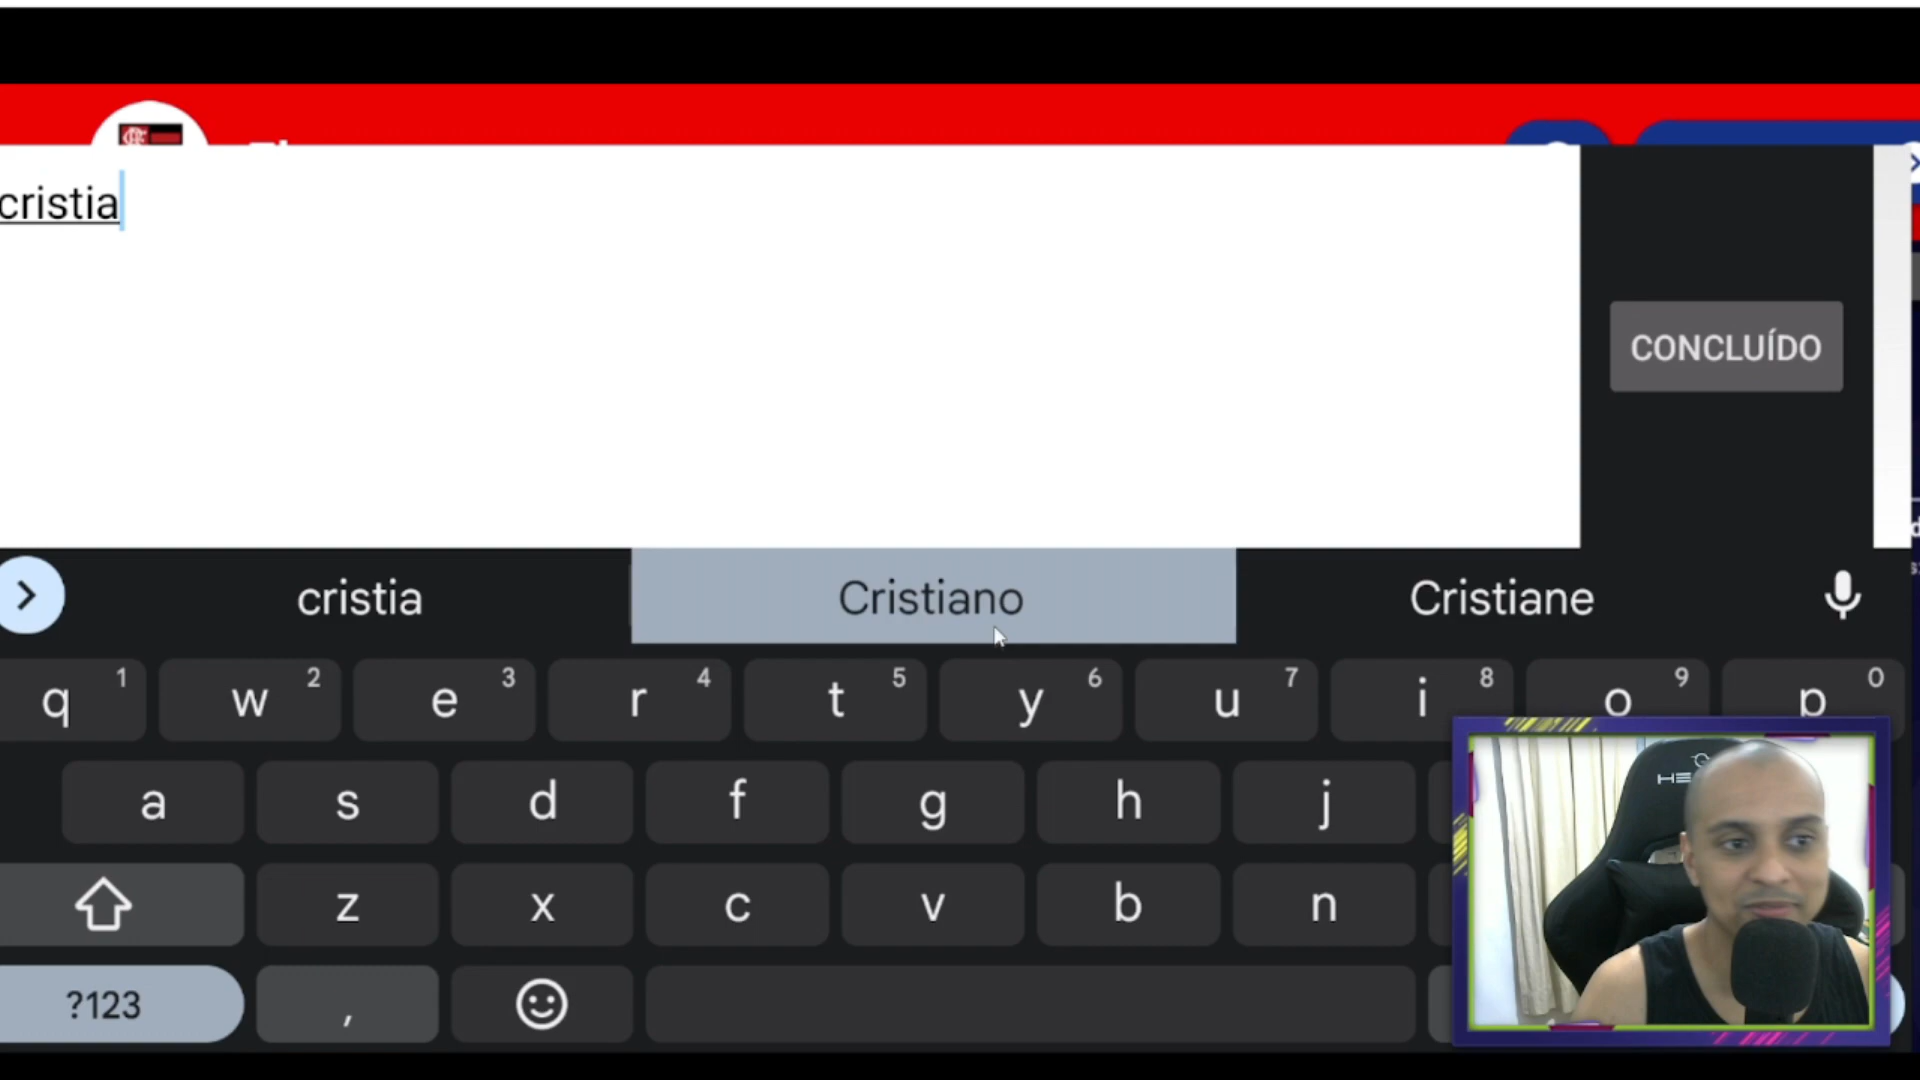 cristia
CONCLUÍDO
cristia Cristiano Cristiane
q 1 w 2 e 3 r 4 t 5 y 6 u 7 i 8 o 9 p 0
a s d f g h j
z x c v b n
?123 ,